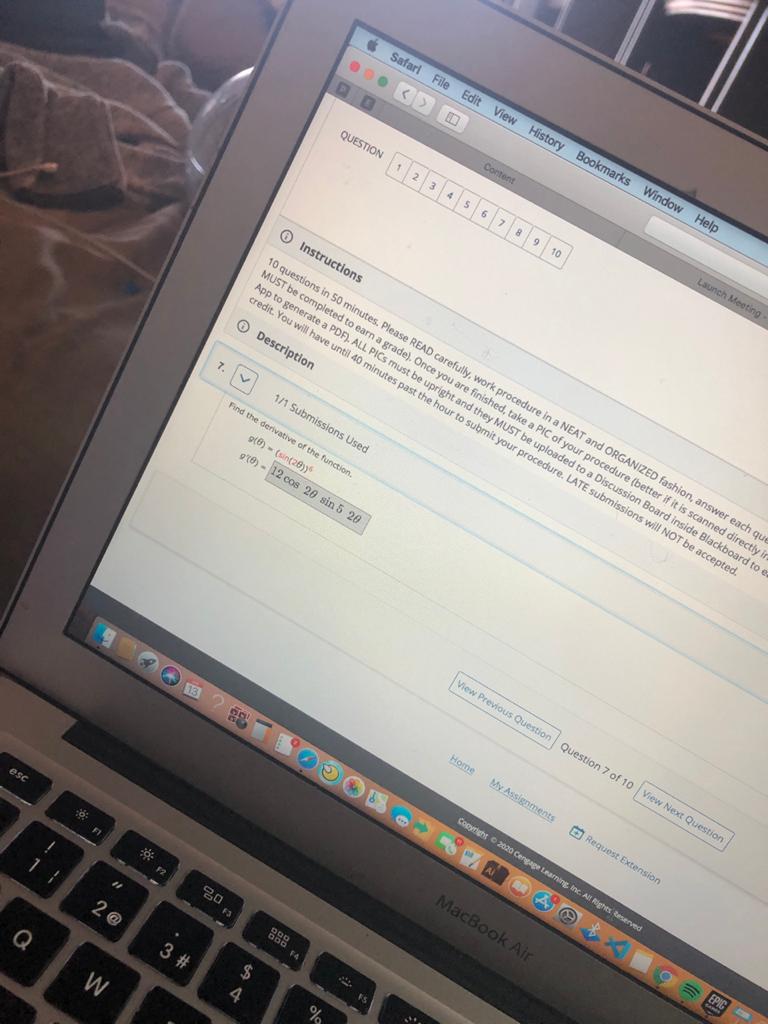 Safari File Edit View History Bookmarks Window Help
Content
Launch Meeting -
QUESTION 1 2 3 4 5 6 7 8 9 10
Instructions
10 questions in 50 minutes. Please READ carefully, work procedure in a NEAT and ORGANIZED fashion, answer each que
MUST be completed to earn a grade). Once you are finished, take a PIC of your procedure (better if it is scanned directly in
App to generate a PDF). ALL PICs must be upright and they MUST be uploaded to a Discussion Board inside Blackboard to ea
credit. You will have until 40 minutes past the hour to submit your procedure. LATE submissions will NOT be accepted.
Description
7. 1/1 Submissions Used
Find the derivative of the function.
g(θ) = (sin(2θ))⁶
g'(θ) = 12 cos 2θ sin 5 2θ
View Previous Question Question 7 of 10 View Next Question
Home My Assignments Request Extension
Copyright © 2020 Cengage Learning, Inc. All Rights Reserved
13
Ai
EPIC
MacBook Air
esc F1 F2 F3 F4 F5
! 1 " 2 @ 3 # $ 4 %
Q W